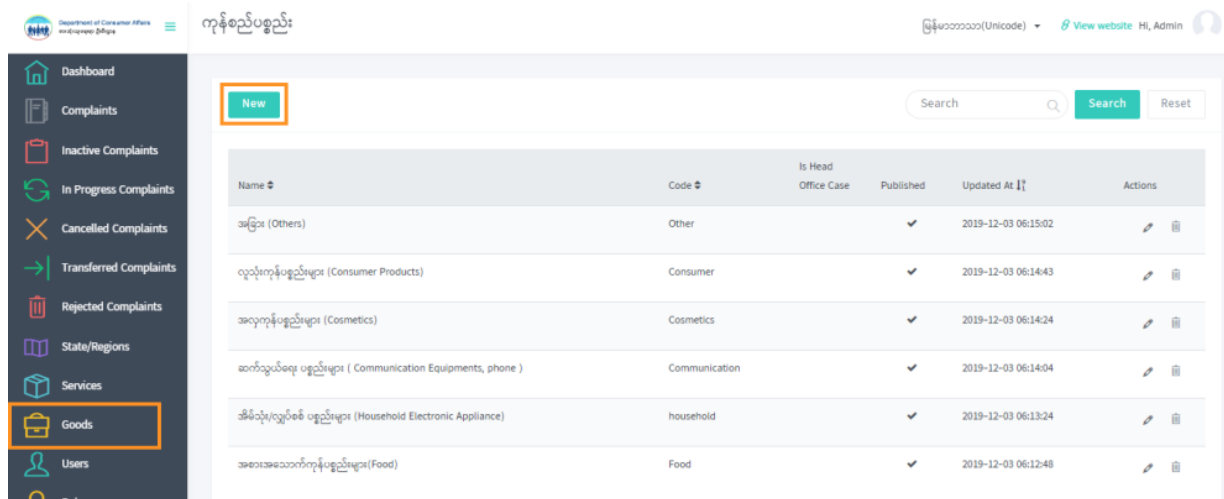 Department of Consumer Affairs
ကုန်စည်ပစ္စည်း
မြန်မာဘာသာ(Unicode)
View website
Hi, Admin
Dashboard
Complaints
Inactive Complaints
In Progress Complaints
Cancelled Complaints
Transferred Complaints
Rejected Complaints
State/Regions
Services
Goods
Users
New
Search
Search
Reset
Name Code Is Head Office Case Published Updated At Actions
အခြား (Others) Other 2019-12-03 06:15:02
လူသုံးကုန်ပစ္စည်းများ (Consumer Products) Consumer 2019-12-03 06:14:43
အလှကုန်ပစ္စည်းများ (Cosmetics) Cosmetics 2019-12-03 06:14:24
ဆက်သွယ်ရေး ပစ္စည်းများ ( Communication Equipments, phone ) Communication 2019-12-03 06:14:04
အိမ်သုံး/လျှပ်စစ် ပစ္စည်းများ (Household Electronic Appliance) household 2019-12-03 06:13:24
အစားအသောက်ကုန်ပစ္စည်းများ(Food) Food 2019-12-03 06:12:48